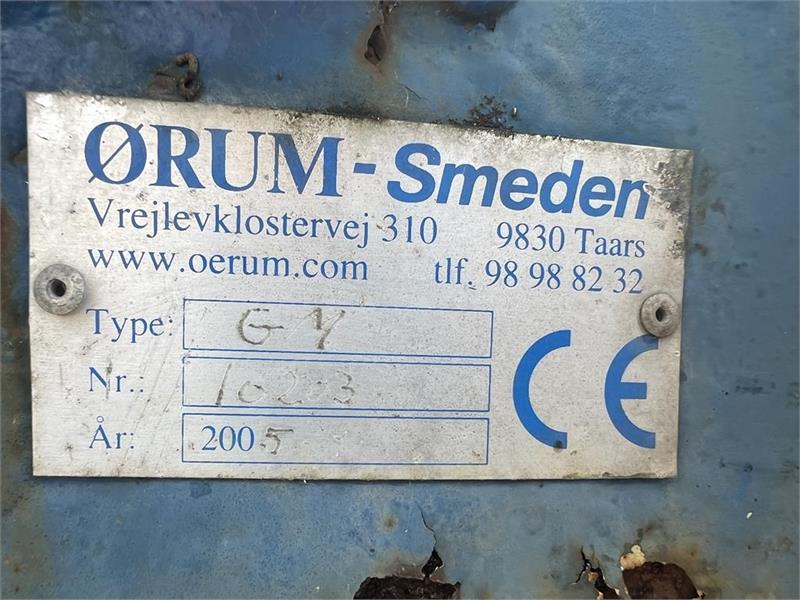 ØRUM-Smeden
Vrejlevklostervej 310 9830 Taars
www.oerum.com tlf. 98 98 82 32
Type: GY
Nr.: 10203
År: 2005
CE